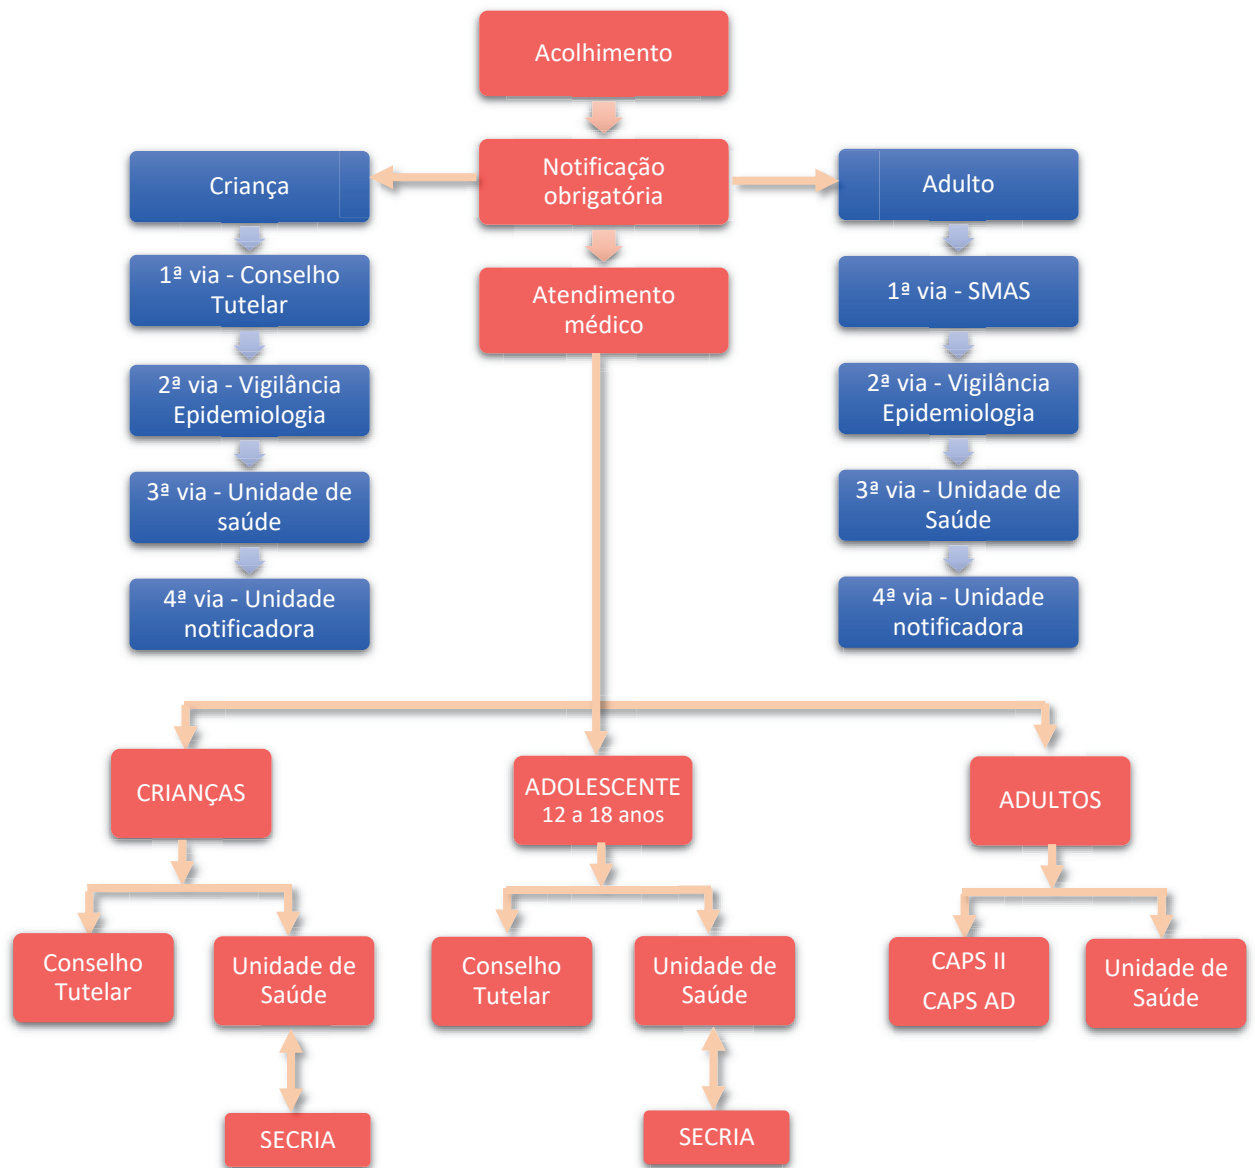 Acolhimento
Notificação
obrigatória
Criança
Adulto
1ª via - Conselho
Tutelar
Atendimento
médico
1ª via - SMAS
2ª via - Vigilância
Epidemiologia
2ª via - Vigilância
Epidemiologia
3ª via - Unidade de
saúde
3ª via - Unidade de
Saúde
4ª via - Unidade
notificadora
4ª via - Unidade
notificadora
CRIANÇAS
ADOLESCENTE
12 a 18 anos
ADULTOS
Conselho
Tutelar
Unidade de
Saúde
Conselho
Tutelar
Unidade de
Saúde
CAPS II
CAPS AD
Unidade de
Saúde
SECRIA
SECRIA